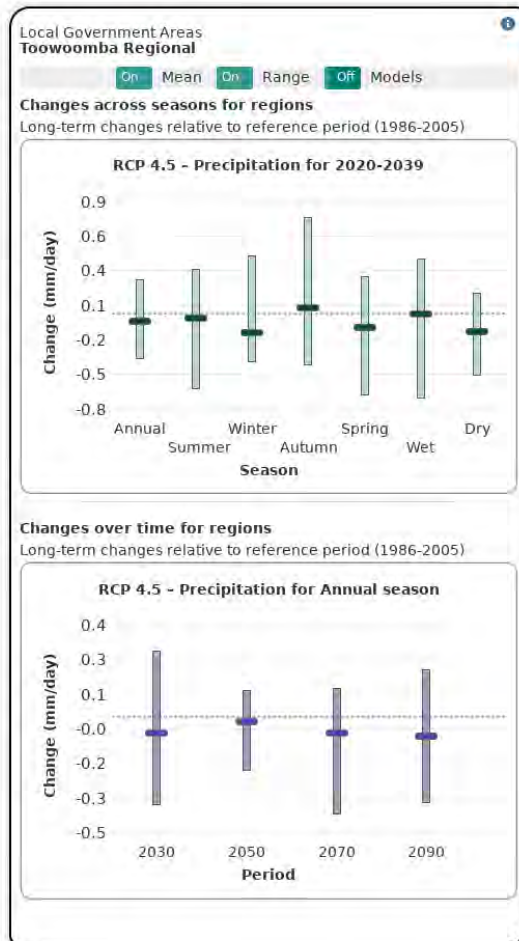 Local Government Areas
Toowoomba Regional
On Mean On Range Off Models
Changes across seasons for regions
Long-term changes relative to reference period (1986-2005)
RCP 4.5 – Precipitation for 2020-2039
0.9
0.6
0.4
0.1
-0.2
-0.5
-0.8
Change (mm/day)
Annual Winter Spring Dry
Summer Autumn Wet
Season
Changes over time for regions
Long-term changes relative to reference period (1986-2005)
RCP 4.5 – Precipitation for Annual season
0.4
0.3
0.1
-0.0
-0.2
-0.3
-0.5
Change (mm/day)
2030 2050 2070 2090
Period